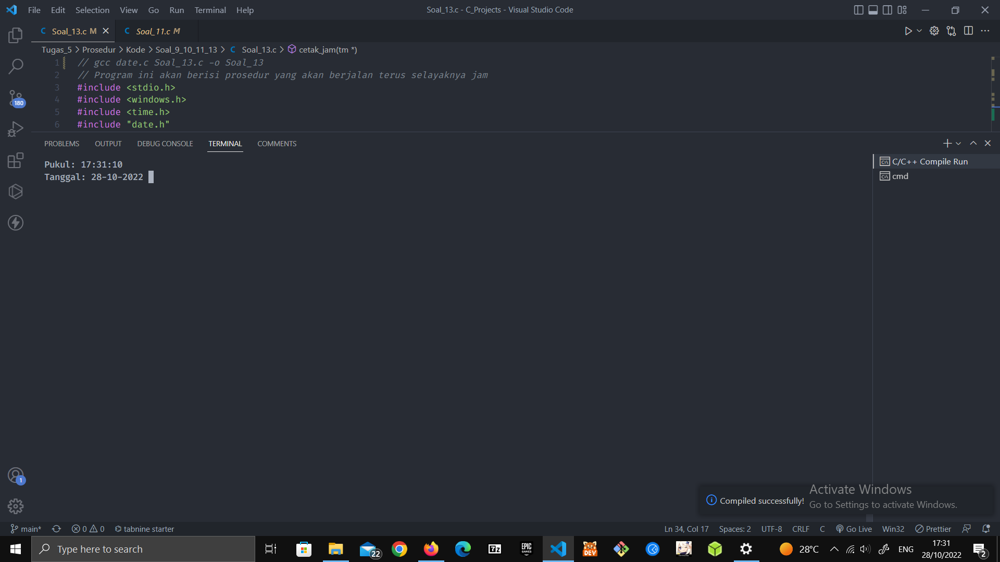 File Edit Selection View Go Run Terminal Help
Soal_13.c - C_Projects - Visual Studio Code
C Soal_13.c M
C Soal_11.c M
Tugas_5 > Prosedur > Kode > Soal_9_10_11_13 > C Soal_13.c > cetak_jam(tm *)
1 // gcc date.c Soal_13.c -o Soal_13
2 // Program ini akan berisi prosedur yang akan berjalan terus selayaknya jam
3 #include <stdio.h>
4 #include <windows.h>
5 #include <time.h>
6 #include "date.h"
180
PROBLEMS OUTPUT DEBUG CONSOLE TERMINAL COMMENTS
Pukul: 17:31:10
Tanggal: 28-10-2022
C/C++ Compile Run
cmd
1
Compiled successfully!
Activate Windows
Go to Settings to activate Windows.
main* 0 0 tabnine starter
Ln 34, Col 17 Spaces: 2 UTF-8 CRLF C Go Live Win32 Prettier
Type here to search
22
7z
EPIC
GAMES
DEV
28°C
ENG
17:31
28/10/2022
2